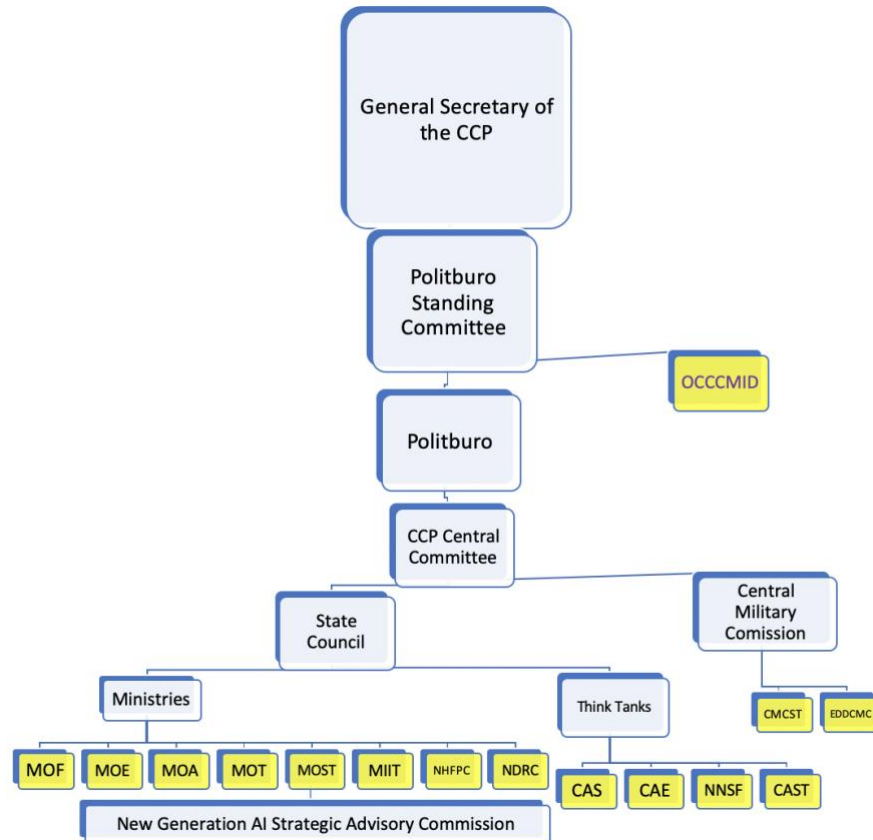 General Secretary of
the CCP
Politburo
Standing
Committee
OCCCMID
Politburo
CCP Central
Committee
State
Council
Central
Military
Comission
Ministries
Think Tanks
CMCST
EDDCMC
MOF
MOE
MOA
MOT
MOST
MIIT
NHFPC
NDRC
CAS
CAE
NNSF
CAST
New Generation AI Strategic Advisory Commission